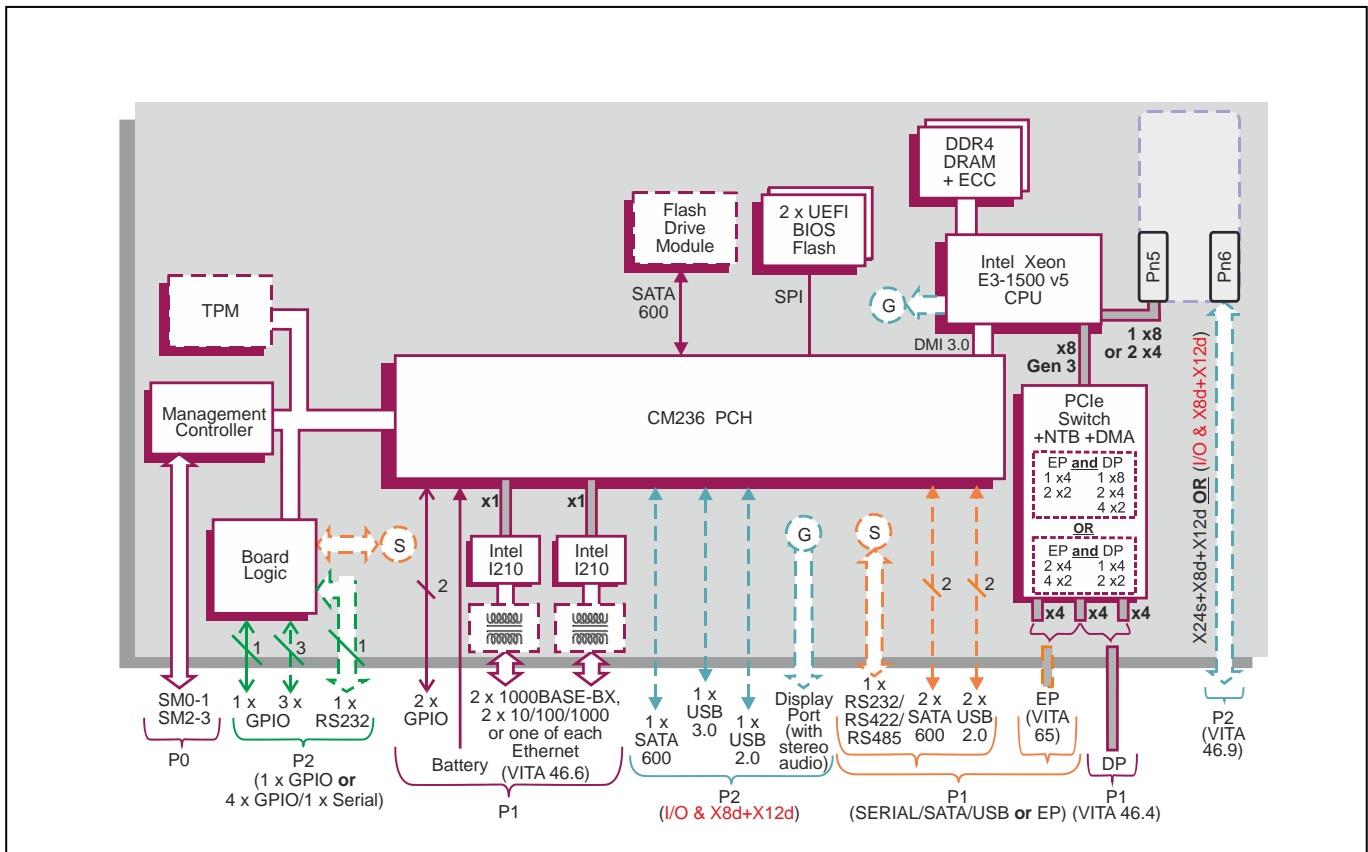 DDR4
DRAM
+ ECC
Flash
Drive
Module
2 x UEFI
BIOS
Flash
Intel Xeon
E3-1500 v5
CPU
Pn5
Pn6
TPM
SATA
600
SPI
G
DMI 3.0
x8
Gen 3
1 x8
or 2 x4
Management
Controller
CM236 PCH
PCIe
Switch
+NTB +DMA
EP and DP
1 x4 1 x8
2 x2 2 x4
4 x2
OR
EP and DP
2 x4 1 x4
4 x2 2 x2
X24s+X8d+X12d OR (I/O & X8d+X12d)
x1
x1
Board
Logic
S
Intel
I210
Intel
I210
G
S
2
2
2
x4
x4
x4
1
3
1
SM0-1
SM2-3
P0
1 x
GPIO
3 x
1 x
RS232
P2
(1 x GPIO or
4 x GPIO/1 x Serial)
2 x
GPIO
Battery
2 x 1000BASE-BX,
2 x 10/100/1000
or one of each
Ethernet
(VITA 46.6)
P1
1 x
SATA
600
1 x
USB
3.0
1 x
USB
2.0
Display
Port
(with
stereo
audio)
P2
(I/O & X8d+X12d)
1 x
RS232/
RS422/
RS485
2 x
SATA
600
2 x
USB
2.0
EP
(VITA
65)
P1
(SERIAL/SATA/USB or EP)
DP
P1
(VITA 46.4)
P2
(VITA
46.9)